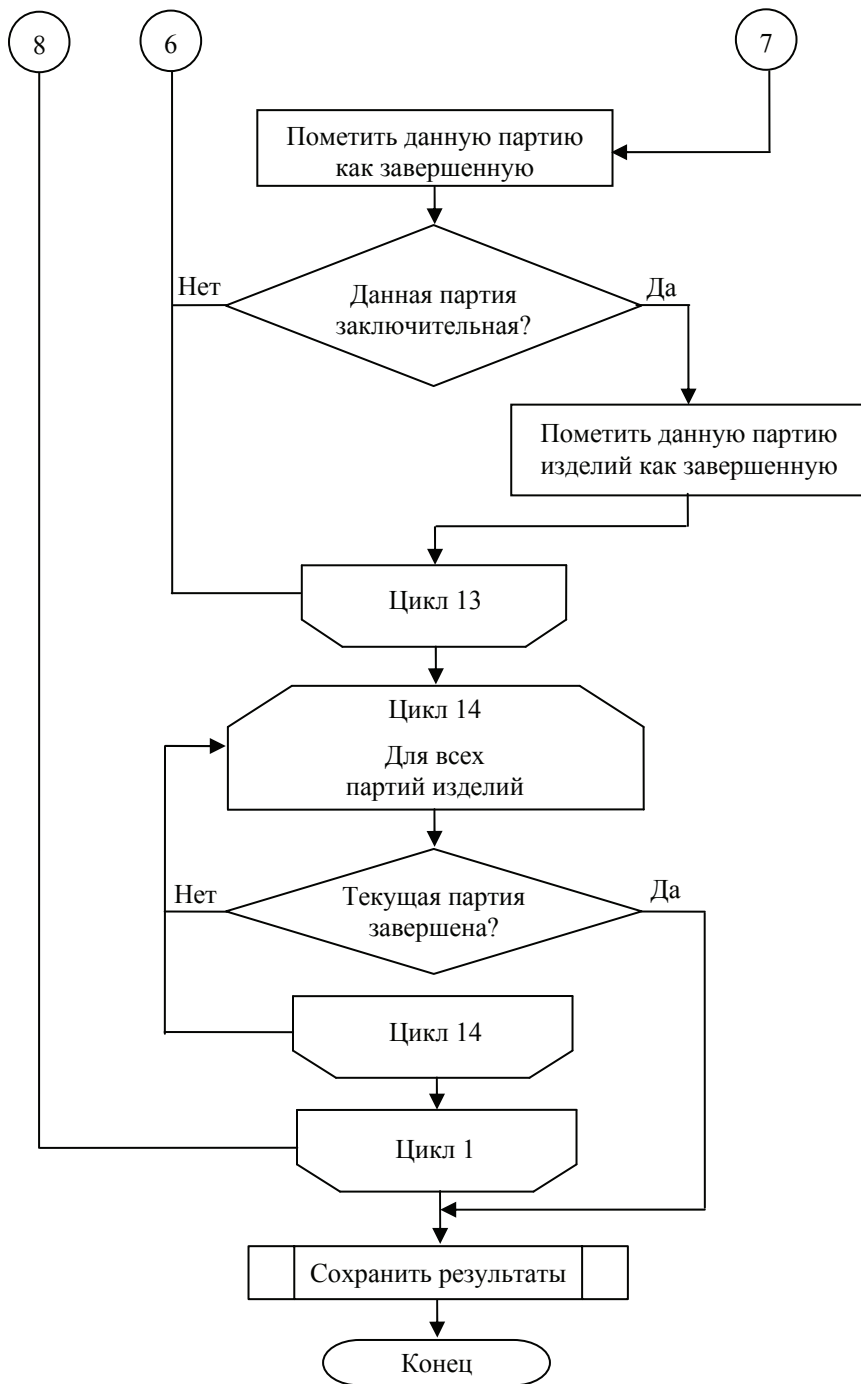 8
6
7
Пометить данную партию
как завершенную
Нет
Да
Данная партия
заключительная?
Пометить данную партию
изделий как завершенную
Цикл 13
Цикл 14
Для всех
партий изделий
Нет
Да
Текущая партия
завершена?
Цикл 14
Цикл 1
Сохранить результаты
Конец